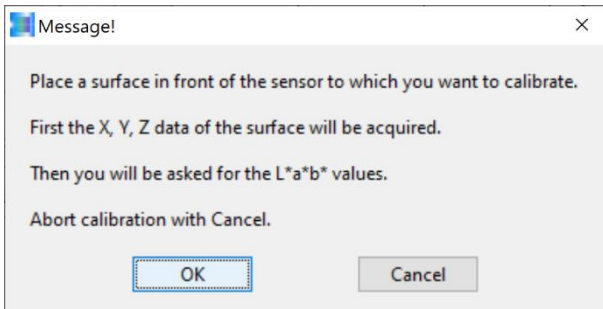 Message!
Place a surface in front of the sensor to which you want to calibrate.
First the X, Y, Z data of the surface will be acquired.
Then you will be asked for the L*a*b* values.
Abort calibration with Cancel.
OK Cancel